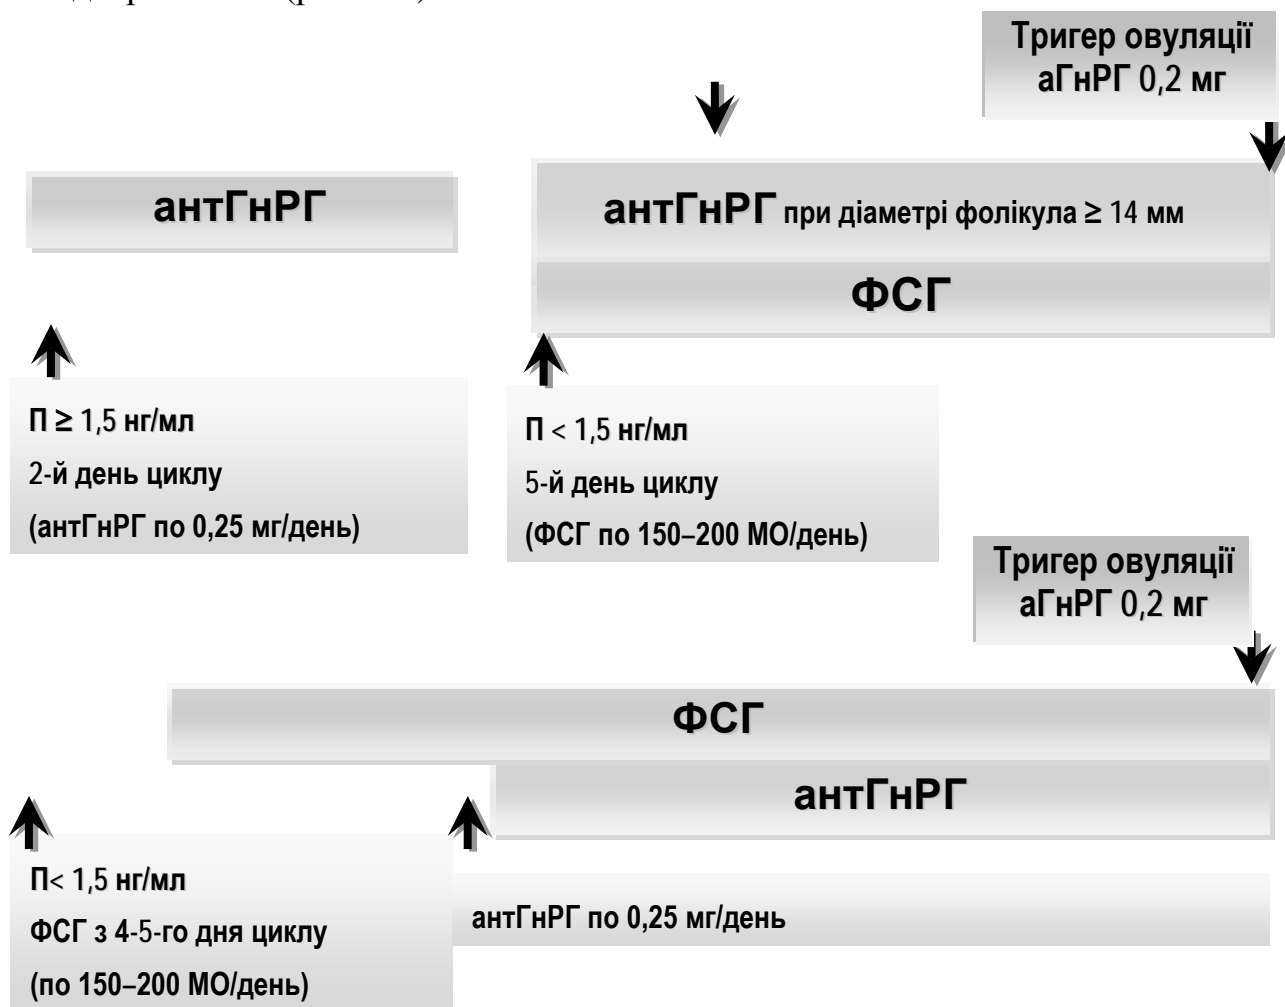 Тригер овуляції
аГнРГ 0,2 мг
антГнРГ
антГнРГ при діаметрі фолікула ≥ 14 мм
ФСГ
П ≥ 1,5 нг/мл
2-й день циклу
(антГнРГ по 0,25 мг/день)
П < 1,5 нг/мл
5-й день циклу
(ФСГ по 150–200 МО/день)
Тригер овуляції
аГнРГ 0,2 мг
ФСГ
антГнРГ
П< 1,5 нг/мл
ФСГ з 4-5-го дня циклу
(по 150–200 МО/день)
антГнРГ по 0,25 мг/день